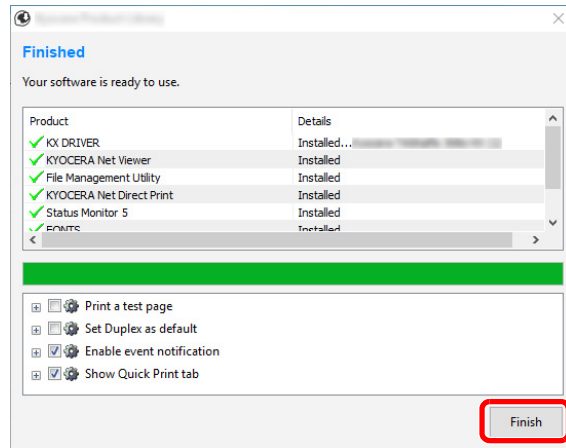 Finished
Your software is ready to use.
Product Details
KX DRIVER Installed...
KYOCERA Net Viewer Installed
File Management Utility Installed
KYOCERA Net Direct Print Installed
Status Monitor 5 Installed
FONTS Installed
Print a test page
Set Duplex as default
Enable event notification
Show Quick Print tab
Finish